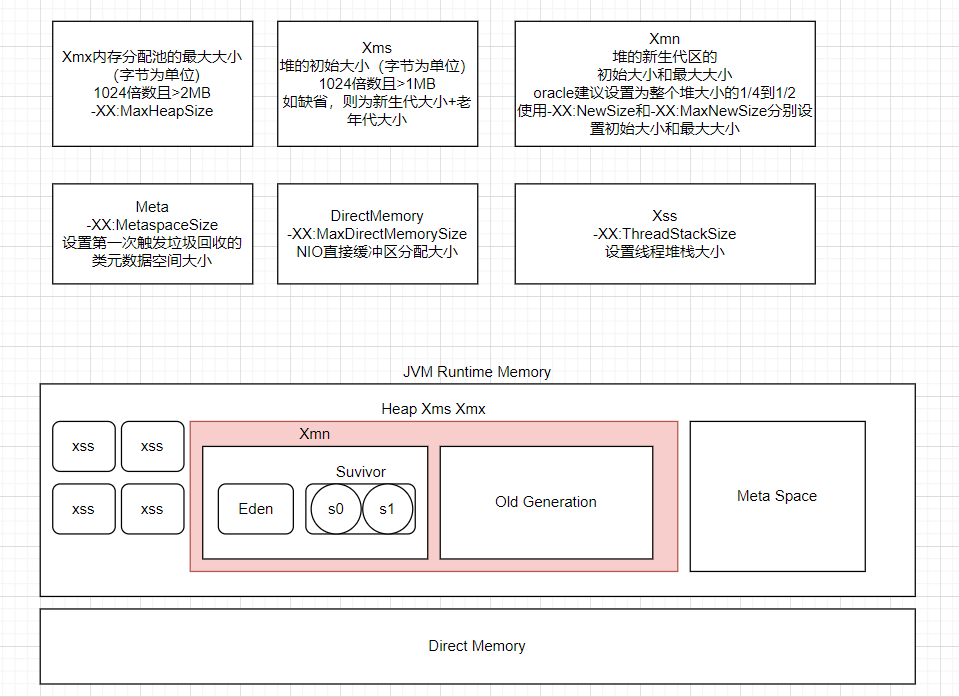 Xmx内存分配池的最大大小
（字节为单位）
1024倍数且>2MB
-XX:MaxHeapSize
Xms
堆的初始大小（字节为单位）
1024倍数且>1MB
如缺省，则为新生代大小+老
年代大小
Xmn
堆的新生代区的
初始大小和最大大小
oracle建议设置为整个堆大小的1/4到1/2
使用-XX:NewSize和-XX:MaxNewSize分别设
置初始大小和最大大小
Meta
-XX:MetaspaceSize
设置第一次触发垃圾回收的
类元数据空间大小
DirectMemory
-XX:MaxDirectMemorySize
NIO直接缓冲区分配大小
Xss
-XX:ThreadStackSize
设置线程堆栈大小
JVM Runtime Memory
Heap Xms Xmx
xss
xss
xss
xss
Xmn
Suvivor
Eden
s0
s1
Old Generation
Meta Space
Direct Memory